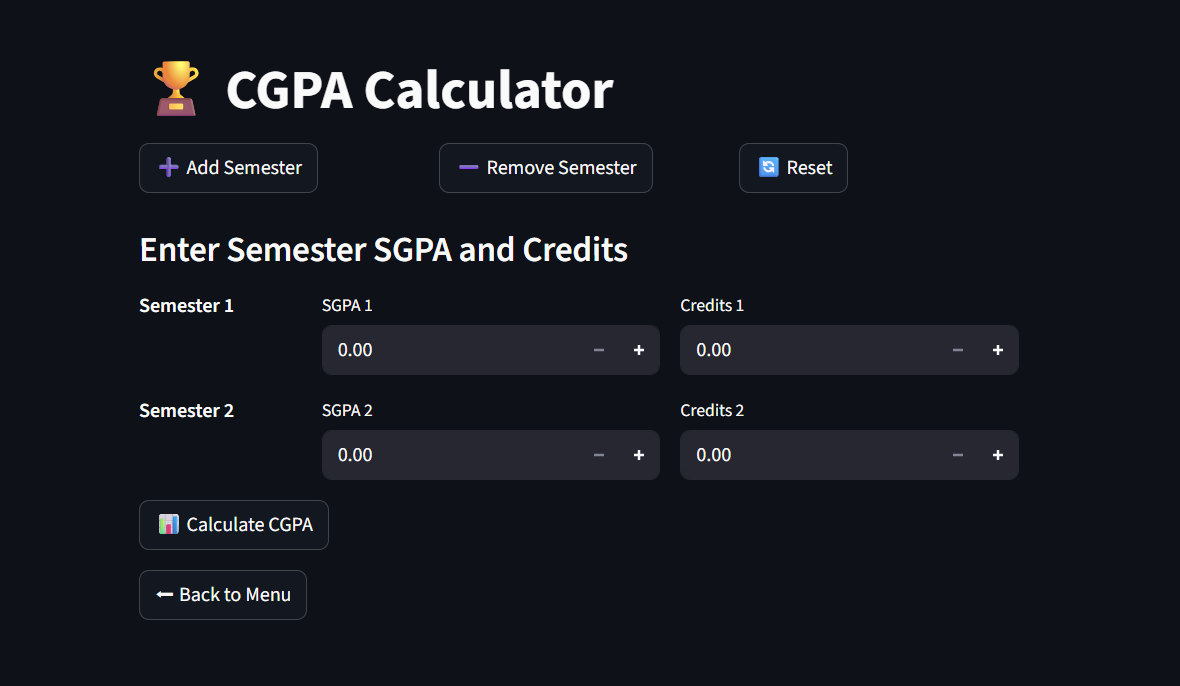 🏆 CGPA Calculator
➕ Add Semester ➖ Remove Semester 🔄 Reset
Enter Semester SGPA and Credits
Semester 1 SGPA 1 Credits 1
0.00 − + 0.00 − +
Semester 2 SGPA 2 Credits 2
0.00 − + 0.00 − +
📊 Calculate CGPA
⬅ Back to Menu